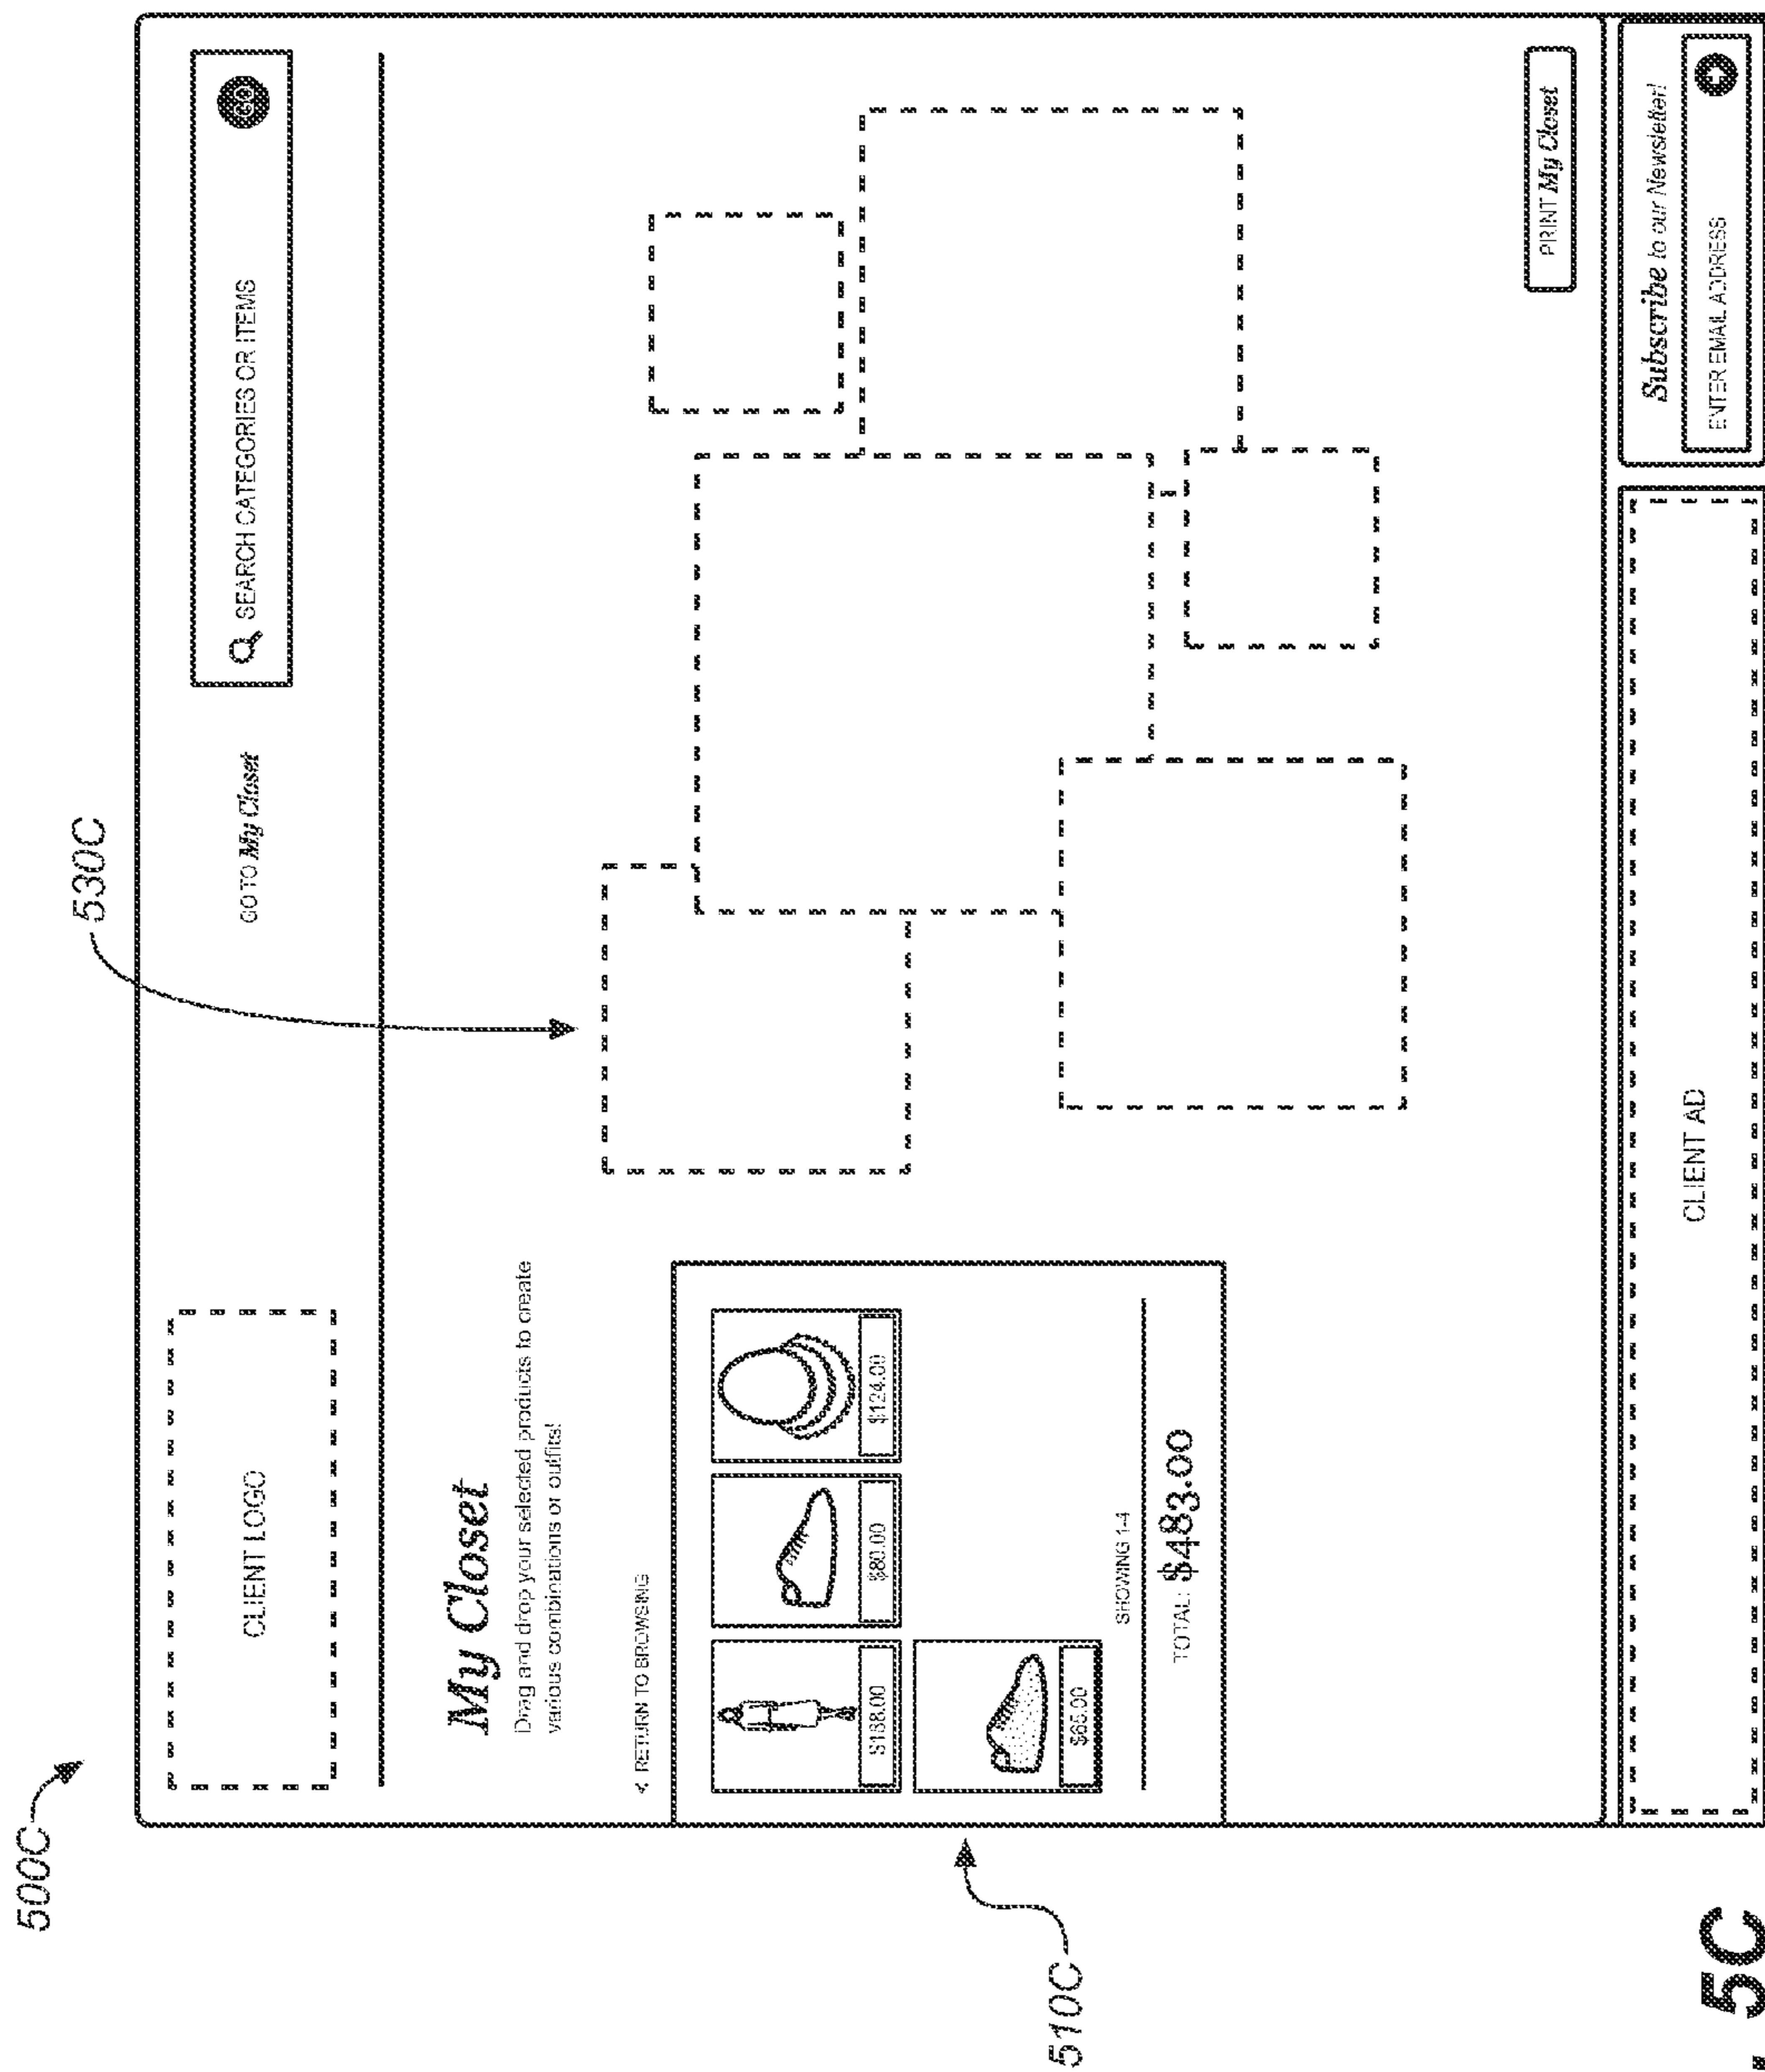 500C
530C
CLIENT LOGO
GO TO My Closet
SEARCH CATEGORIES OR ITEMS
GO
My Closet
Drag and drop your selected products to create
various combinations or outfits!
< RETURN TO BROWSING
$80.00
$124.00
$65.00
SHOWING 1-4
TOTAL: $483.00
510C
PRINT My Closet
CLIENT AD
Subscribe to our Newsletter!
ENTER EMAIL ADDRESS
5C